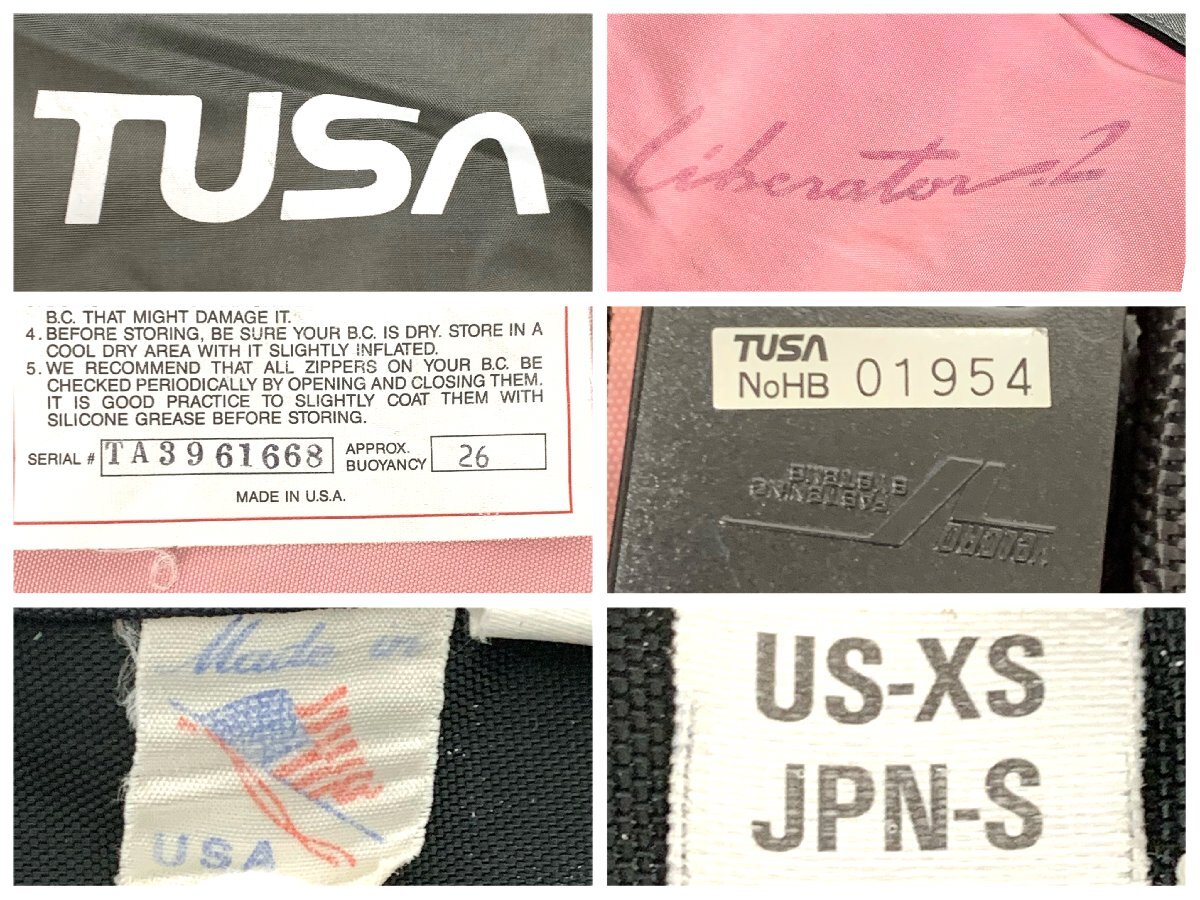 TUSA
Liberator
B.C. THAT MIGHT DAMAGE IT.
4. BEFORE STORING, BE SURE YOUR B.C. IS DRY. STORE IN A
COOL DRY AREA WITH IT SLIGHTLY INFLATED.
5. WE RECOMMEND THAT ALL ZIPPERS ON YOUR B.C. BE
CHECKED PERIODICALLY BY OPENING AND CLOSING THEM.
IT IS GOOD PRACTICE TO SLIGHTLY COAT THEM WITH
SILICONE GREASE BEFORE STORING.
SERIAL # TA3961668 APPROX. BUOYANCY 26
MADE IN U.S.A.
TUSA
NoHB 01954
VELCRO
FASTENING
SYSTEMS
Made in
USA
US-XS
JPN-S